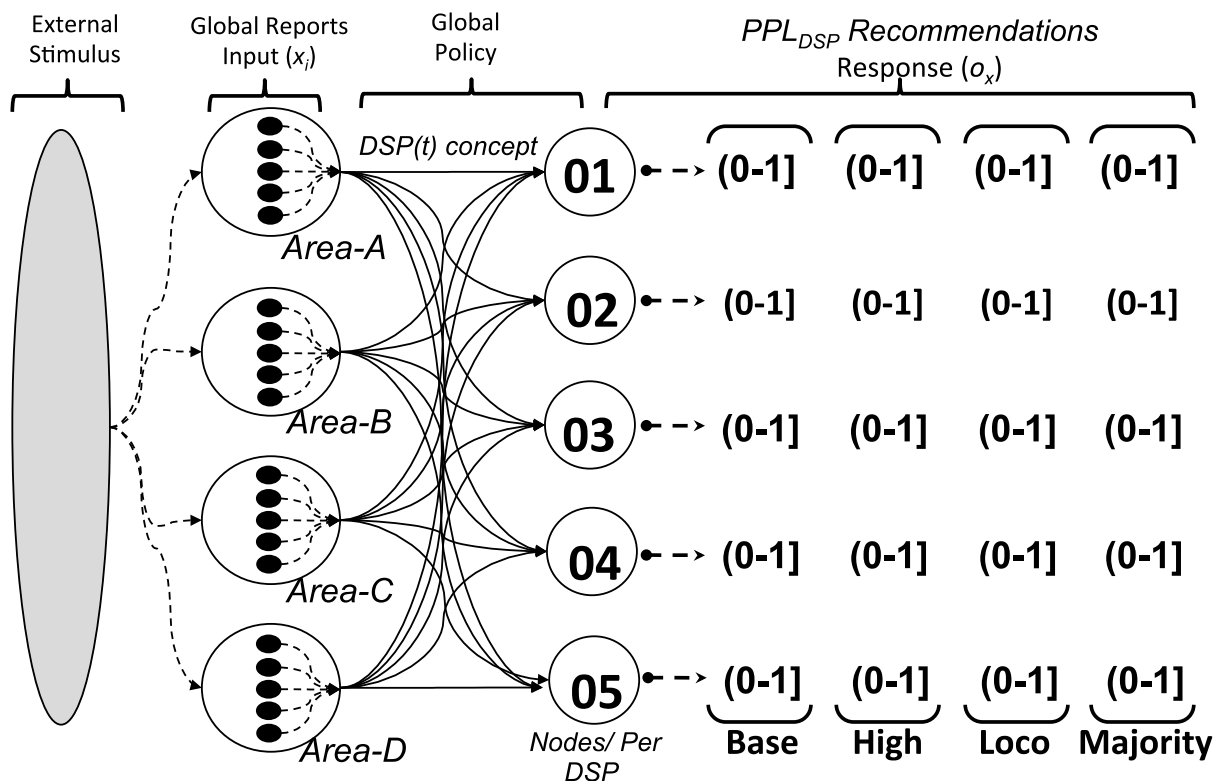 External
Stimulus
Global Reports
Input (xᵢ)
Global
Policy
PPL_DSP Recommendations
Response (oₓ)
DSP(t) concept
01 (0-1] (0-1] (0-1] (0-1]
Area-A
02 (0-1] (0-1] (0-1] (0-1]
Area-B
03 (0-1] (0-1] (0-1] (0-1]
Area-C
04 (0-1] (0-1] (0-1] (0-1]
Area-D
05 (0-1] (0-1] (0-1] (0-1]
Nodes/ Per
DSP
Base High Loco Majority